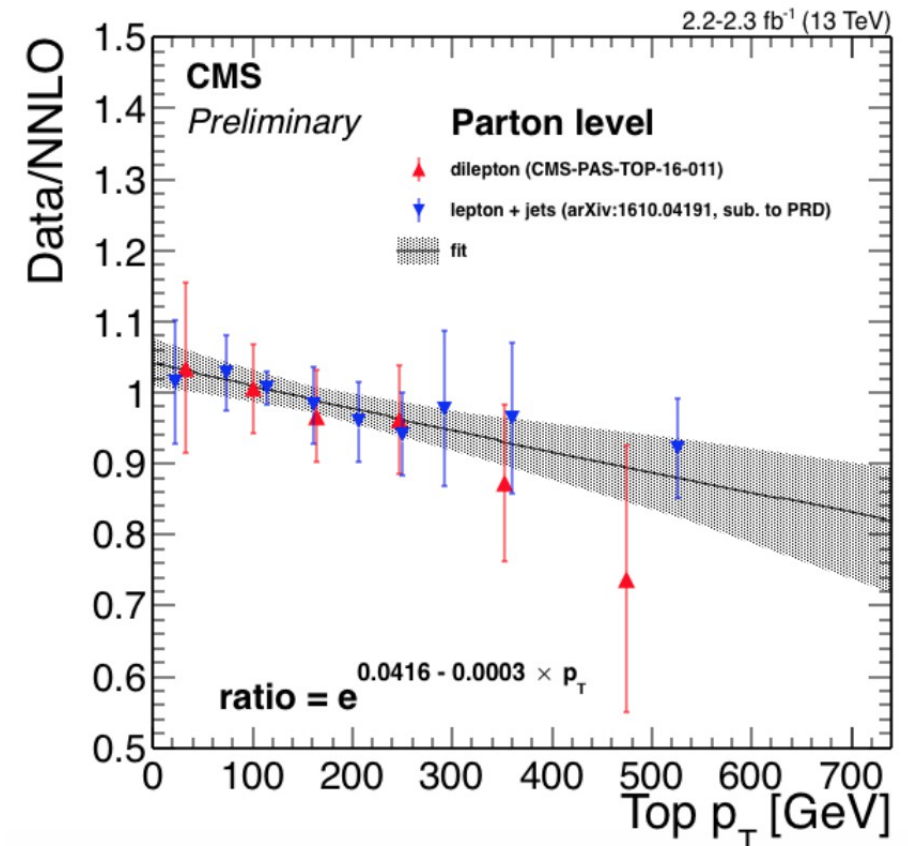 2.2-2.3 fb⁻¹ (13 TeV)
Data/NNLO
1.5
1.4
1.3
1.2
1.1
1
0.9
0.8
0.7
0.6
0.5
CMS
Preliminary
Parton level
dilepton (CMS-PAS-TOP-16-011)
lepton + jets (arXiv:1610.04191, sub. to PRD)
fit
ratio = e^0.0416 - 0.0003 × p_T
0 100 200 300 400 500 600 700
Top p_T [GeV]